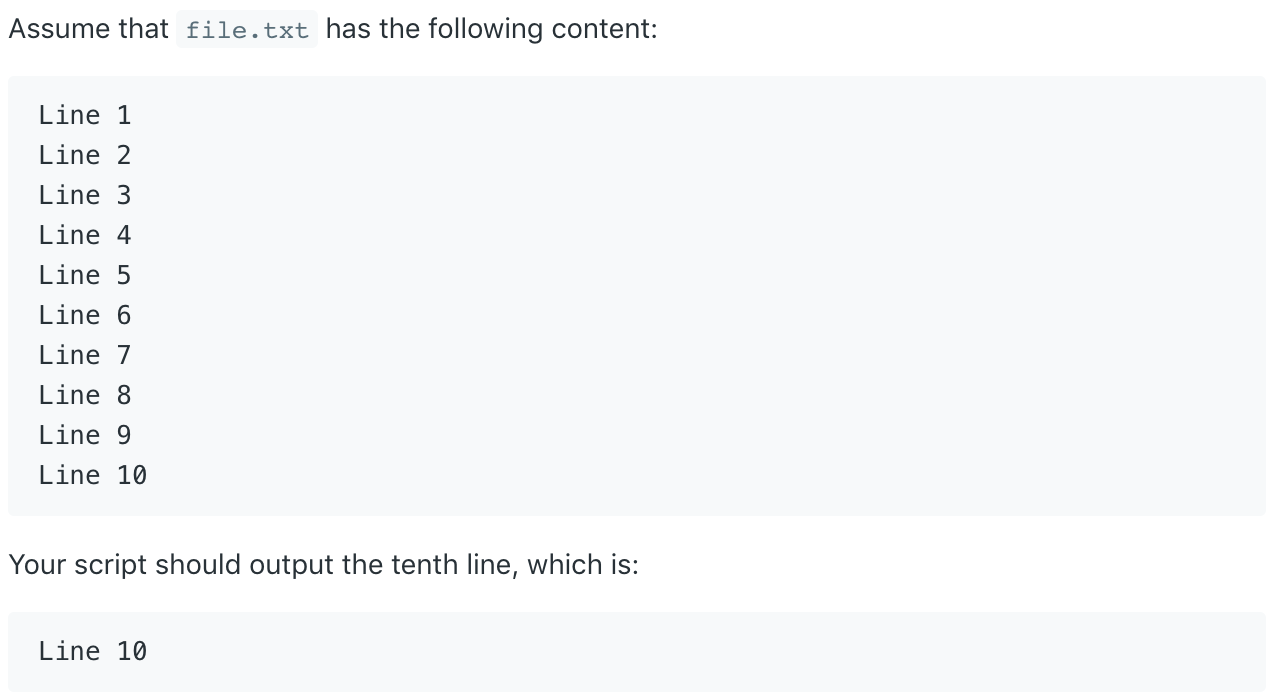 Assume that file.txt has the following content:
Line 1
Line 2
Line 3
Line 4
Line 5
Line 6
Line 7
Line 8
Line 9
Line 10
Your script should output the tenth line, which is:
Line 10